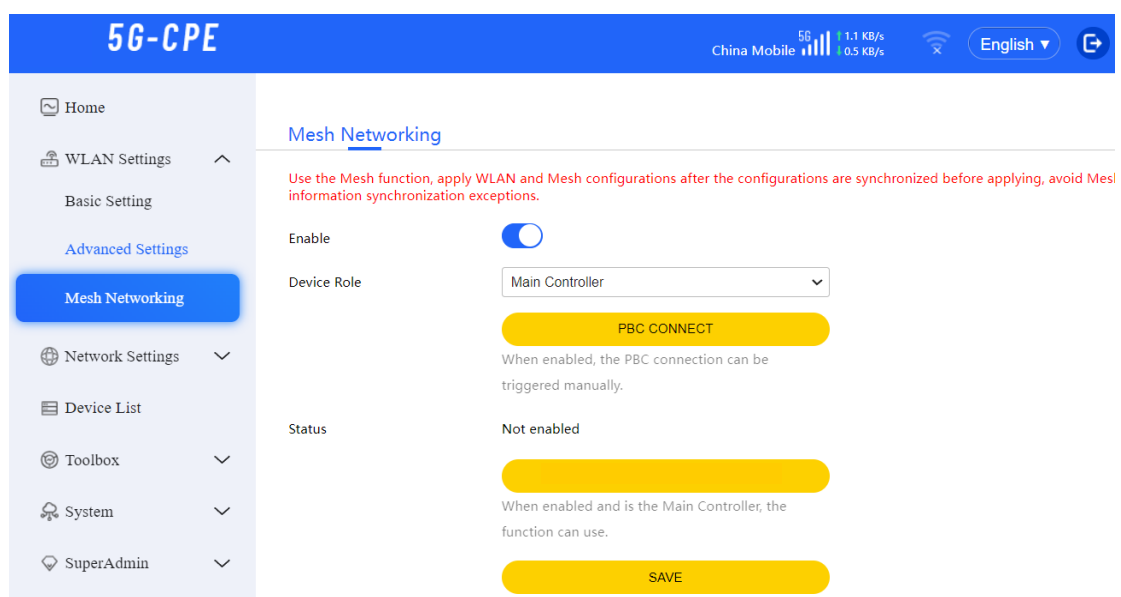 5G-CPE
5G
China Mobile
↑ 1.1 KB/s
↓ 0.5 KB/s
English ▼
Home
WLAN Settings
Basic Setting
Advanced Settings
Mesh Networking
Network Settings
Device List
Toolbox
System
SuperAdmin
Mesh Networking
Use the Mesh function, apply WLAN and Mesh configurations after the configurations are synchronized before applying, avoid Mesh
information synchronization exceptions.
Enable
Device Role
Main Controller
PBC CONNECT
When enabled, the PBC connection can be
triggered manually.
Status
Not enabled
When enabled and is the Main Controller, the
function can use.
SAVE